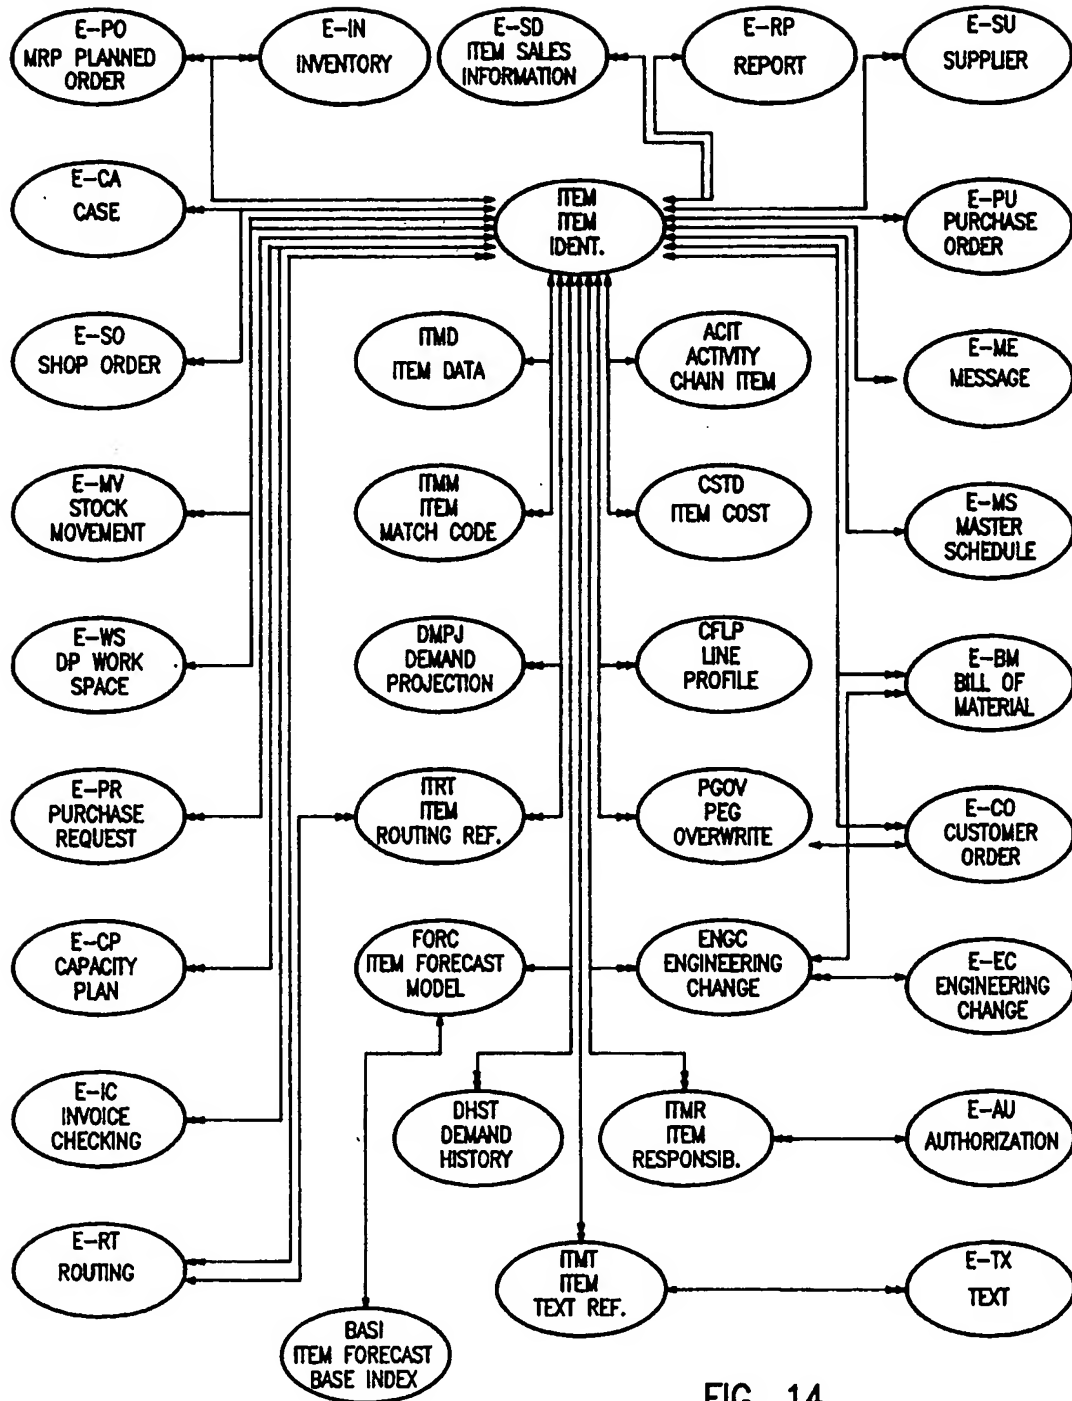 E-PO
MRP PLANNED
ORDER
E-IN
INVENTORY
E-SD
ITEM SALES
INFORMATION
E-RP
REPORT
E-SU
SUPPLIER
E-CA
CASE
ITEM
ITEM
IDENT.
E-PU
PURCHASE
ORDER
E-SO
SHOP ORDER
ITMD
ITEM DATA
ACIT
ACTIVITY
CHAIN ITEM
E-ME
MESSAGE
E-MV
STOCK
MOVEMENT
ITMM
ITEM
MATCH CODE
CSTD
ITEM COST
E-MS
MASTER
SCHEDULE
E-WS
DP WORK
SPACE
DMPJ
DEMAND
PROJECTION
CFLP
LINE
PROFILE
E-BM
BILL OF
MATERIAL
E-PR
PURCHASE
REQUEST
ITRT
ITEM
ROUTING REF.
PGOV
PEG
OVERWRITE
E-CO
CUSTOMER
ORDER
E-CP
CAPACITY
PLAN
FORC
ITEM FORECAST
MODEL
ENGC
ENGINEERING
CHANGE
E-EC
ENGINEERING
CHANGE
E-IC
INVOICE
CHECKING
DHST
DEMAND
HISTORY
ITMR
ITEM
RESPONSIB.
E-AU
AUTHORIZATION
E-RT
ROUTING
ITMT
ITEM
TEXT REF.
E-TX
TEXT
BASI
ITEM FORECAST
BASE INDEX
FIG. 14